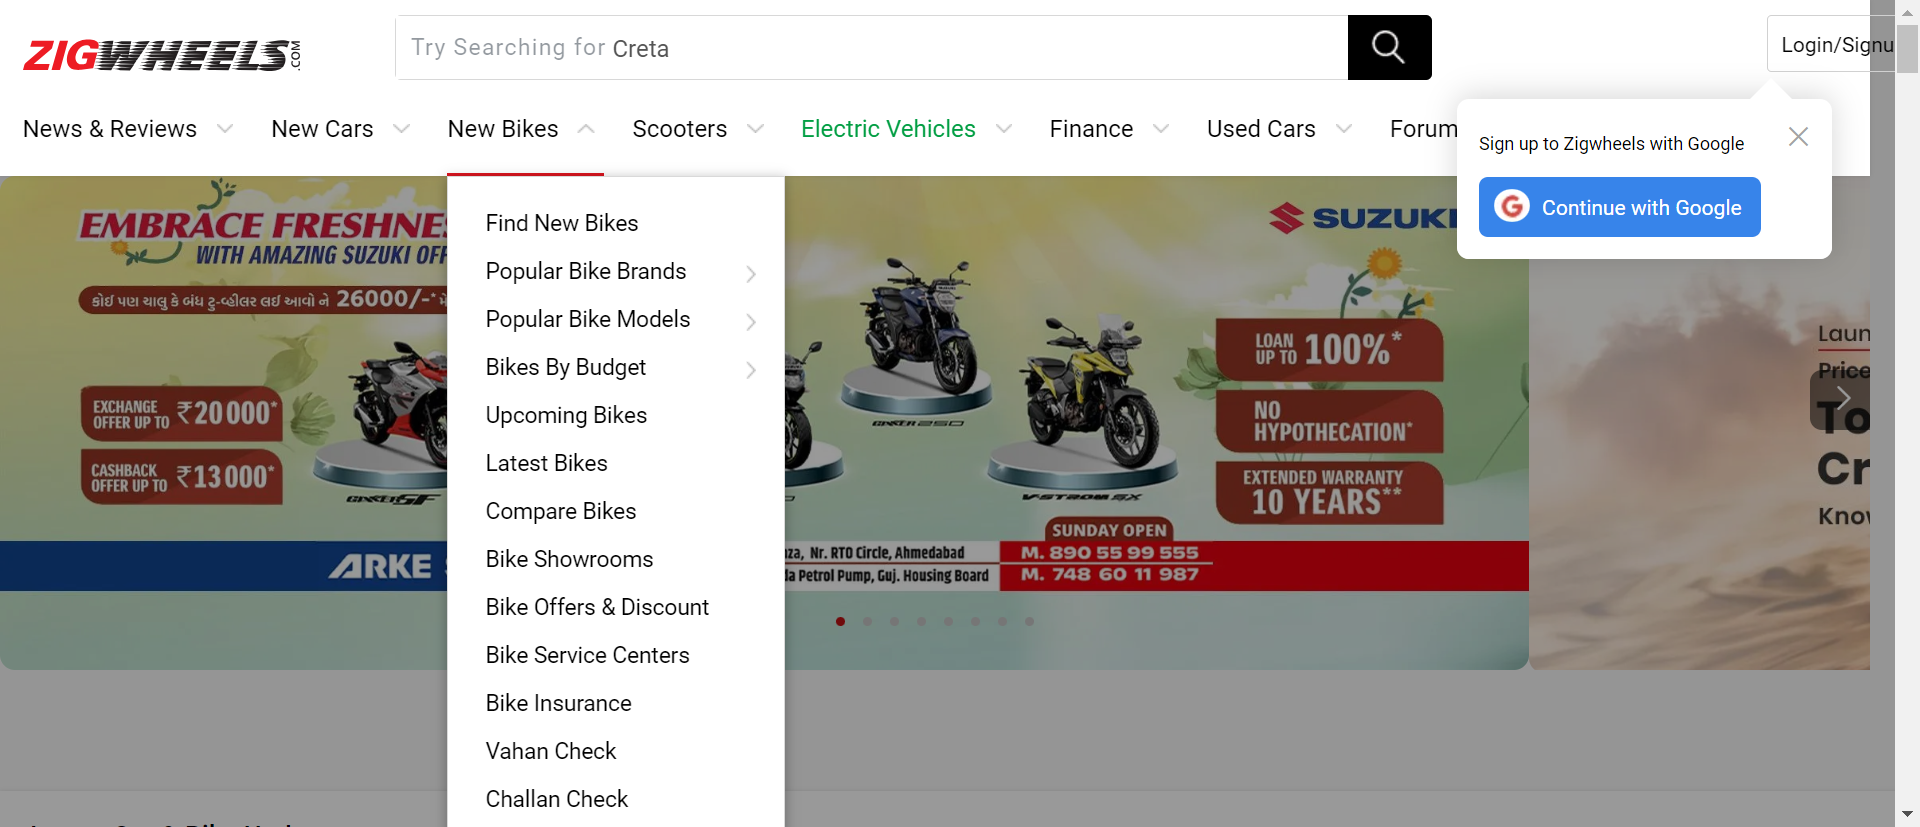 ZIGWHEELS.COM
Try Searching for Creta
Login/Signu
News & Reviews
New Cars
New Bikes
Scooters
Electric Vehicles
Finance
Used Cars
Forum
Sign up to Zigwheels with Google
Continue with Google
Find New Bikes
Popular Bike Brands
Popular Bike Models
Bikes By Budget
Upcoming Bikes
Latest Bikes
Compare Bikes
Bike Showrooms
Bike Offers & Discount
Bike Service Centers
Bike Insurance
Vahan Check
Challan Check
EMBRACE FRESHNE
WITH AMAZING SUZUKI OF
કોઈ પણ ચાલુ કે બંધ ટુ-વ્હીલર લઈ આવો ને 26000/-*
EXCHANGE
OFFER UP TO ₹20000*
CASHBACK
OFFER UP TO ₹13000*
GIXXER SF
GIXXER 250
V-STROM SX
SUZUKI
LOAN
UP TO 100%*
NO
HYPOTHECATION*
EXTENDED WARRANTY
10 YEARS**
SUNDAY OPEN
ARKE
za, Nr. RTO Circle, Ahmedabad
da Petrol Pump, Guj. Housing Board
M. 890 55 99 555
M. 748 60 11 987
Laun
Price
To
Cr
Know